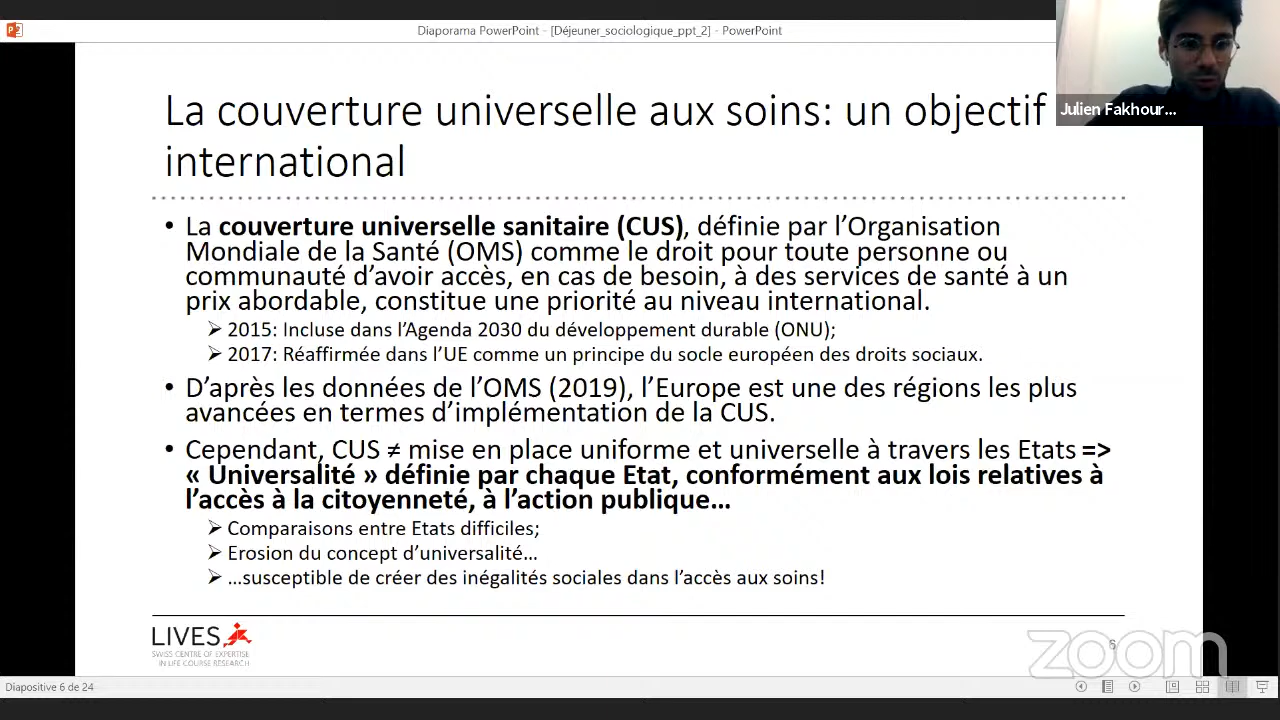 Diaporama PowerPoint - [Déjeuner_sociologique_ppt_2] - PowerPoint
Julien Fakhour...
La couverture universelle aux soins: un objectif
international
• La couverture universelle sanitaire (CUS), définie par l’Organisation
Mondiale de la Santé (OMS) comme le droit pour toute personne ou
communauté d’avoir accès, en cas de besoin, à des services de santé à un
prix abordable, constitue une priorité au niveau international.
➢ 2015: Incluse dans l’Agenda 2030 du développement durable (ONU);
➢ 2017: Réaffirmée dans l’UE comme un principe du socle européen des droits sociaux.
• D’après les données de l’OMS (2019), l’Europe est une des régions les plus
avancées en termes d’implémentation de la CUS.
• Cependant, CUS ≠ mise en place uniforme et universelle à travers les Etats =>
« Universalité » définie par chaque Etat, conformément aux lois relatives à
l’accès à la citoyenneté, à l’action publique…
➢ Comparaisons entre Etats difficiles;
➢ Erosion du concept d’universalité…
➢ …susceptible de créer des inégalités sociales dans l’accès aux soins!
LIVES
SWISS CENTRE OF EXPERTISE
IN LIFE COURSE RESEARCH
6
zoom
Diapositive 6 de 24